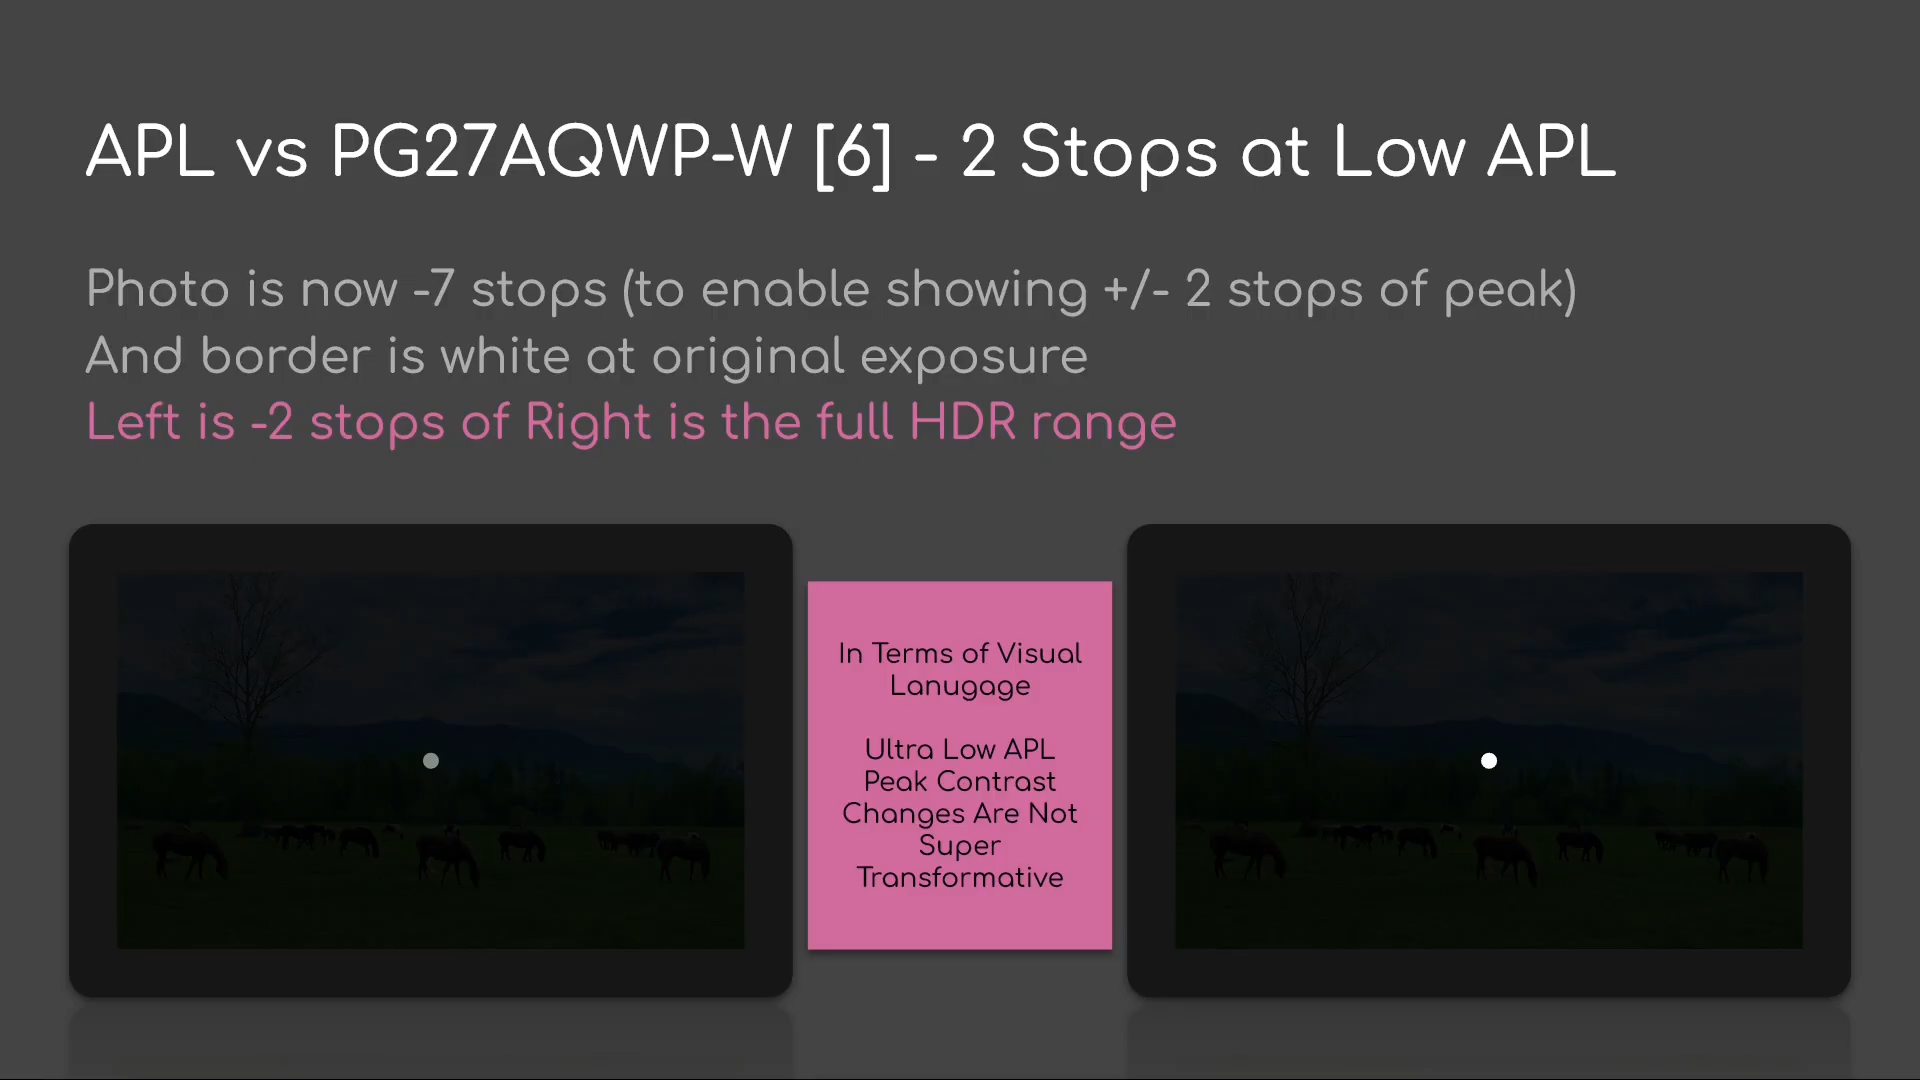 APL vs PG27AQWP-W [6] - 2 Stops at Low APL
Photo is now -7 stops (to enable showing +/- 2 stops of peak)
And border is white at original exposure
Left is -2 stops of Right is the full HDR range
In Terms of Visual
Lanugage
Ultra Low APL
Peak Contrast
Changes Are Not
Super
Transformative